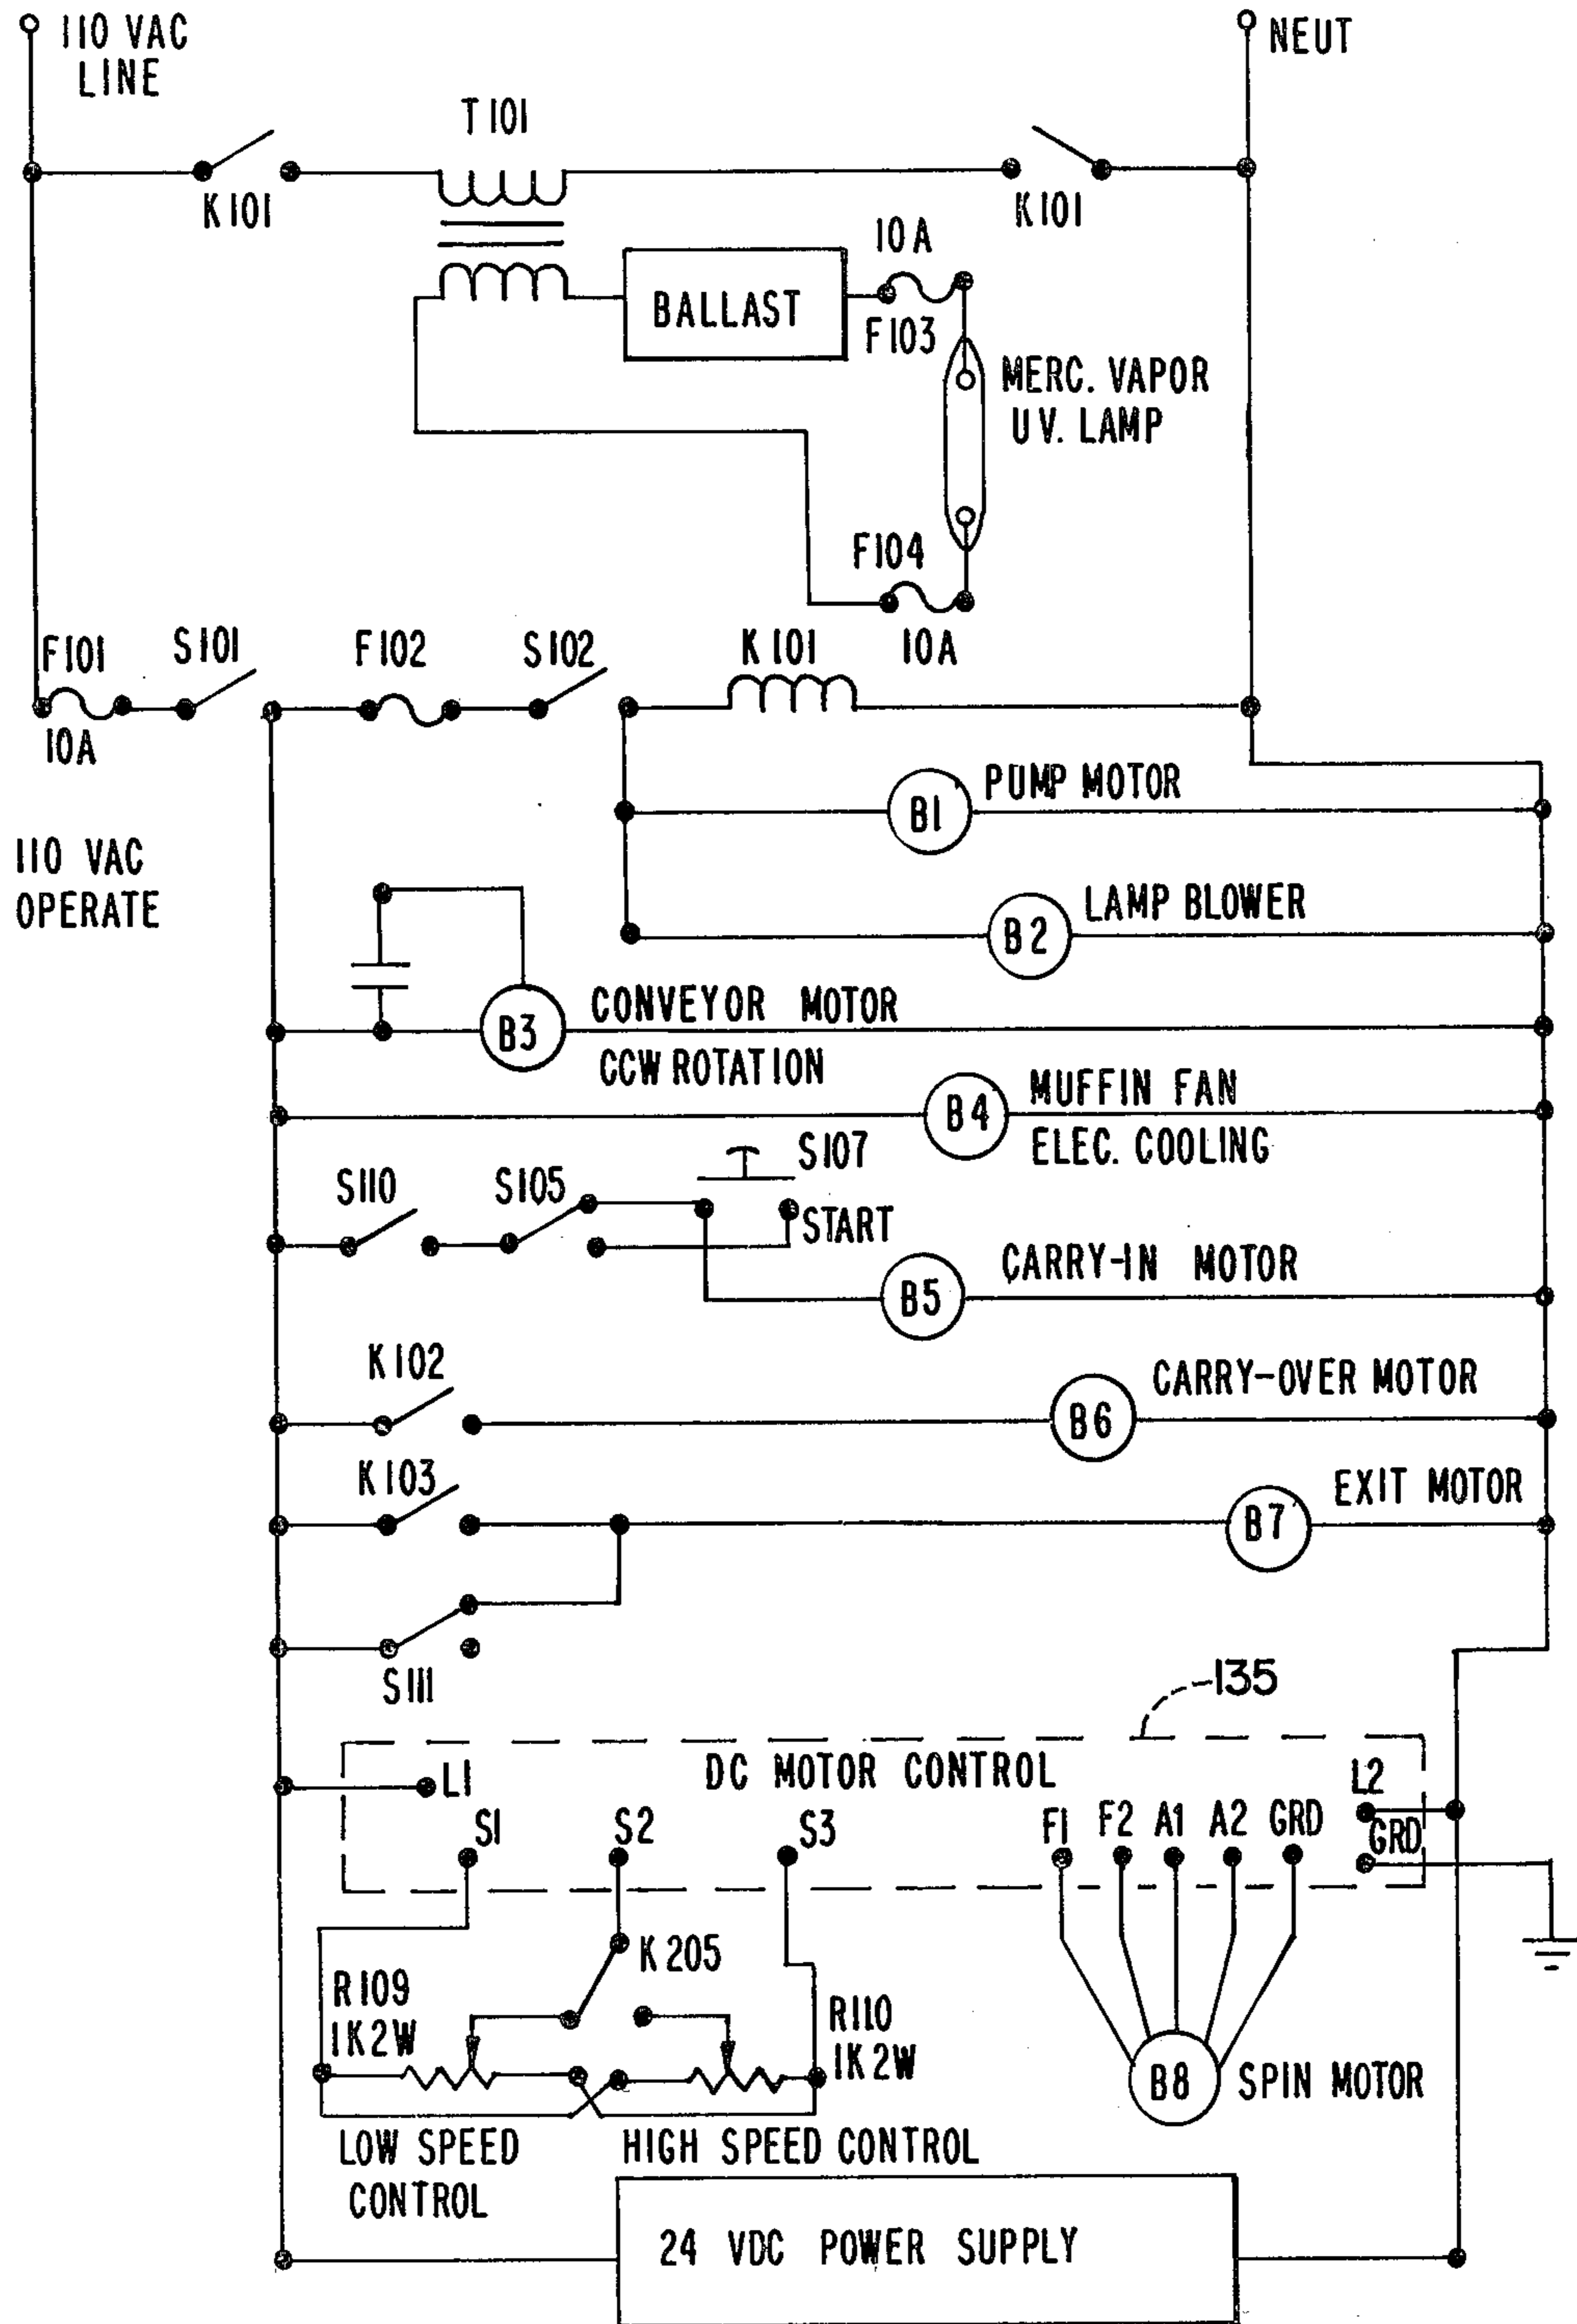 110 VAC
LINE
NEUT
T101
K101
K101
10A
BALLAST
F103
MERC. VAPOR
UV. LAMP
F104
10A
F101
S101
F102
S102
K101
10A
PUMP MOTOR
B1
110 VAC
OPERATE
LAMP BLOWER
B2
CONVEYOR MOTOR
B3
CCW ROTATION
MUFFIN FAN
B4
ELEC. COOLING
S107
S110
S105
START
CARRY-IN MOTOR
B5
K102
CARRY-OVER MOTOR
B6
K103
EXIT MOTOR
B7
S111
135
DC MOTOR CONTROL
L1
L2
S1
S2
S3
F1
F2
A1
A2
GRD
GRD
K205
R109
1K2W
R110
1K2W
B8
SPIN MOTOR
LOW SPEED
CONTROL
HIGH SPEED CONTROL
24 VDC POWER SUPPLY